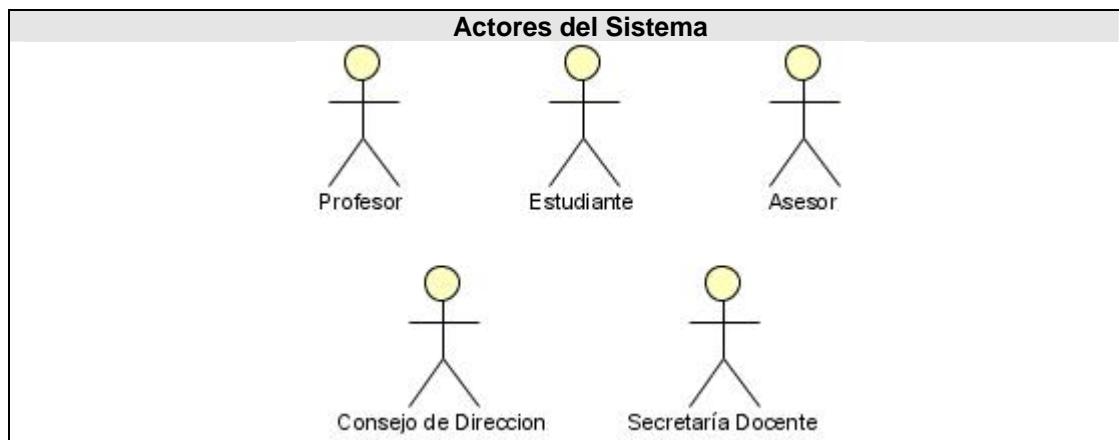 Actores del Sistema
Profesor Estudiante Asesor
Consejo de Direccion Secretaría Docente